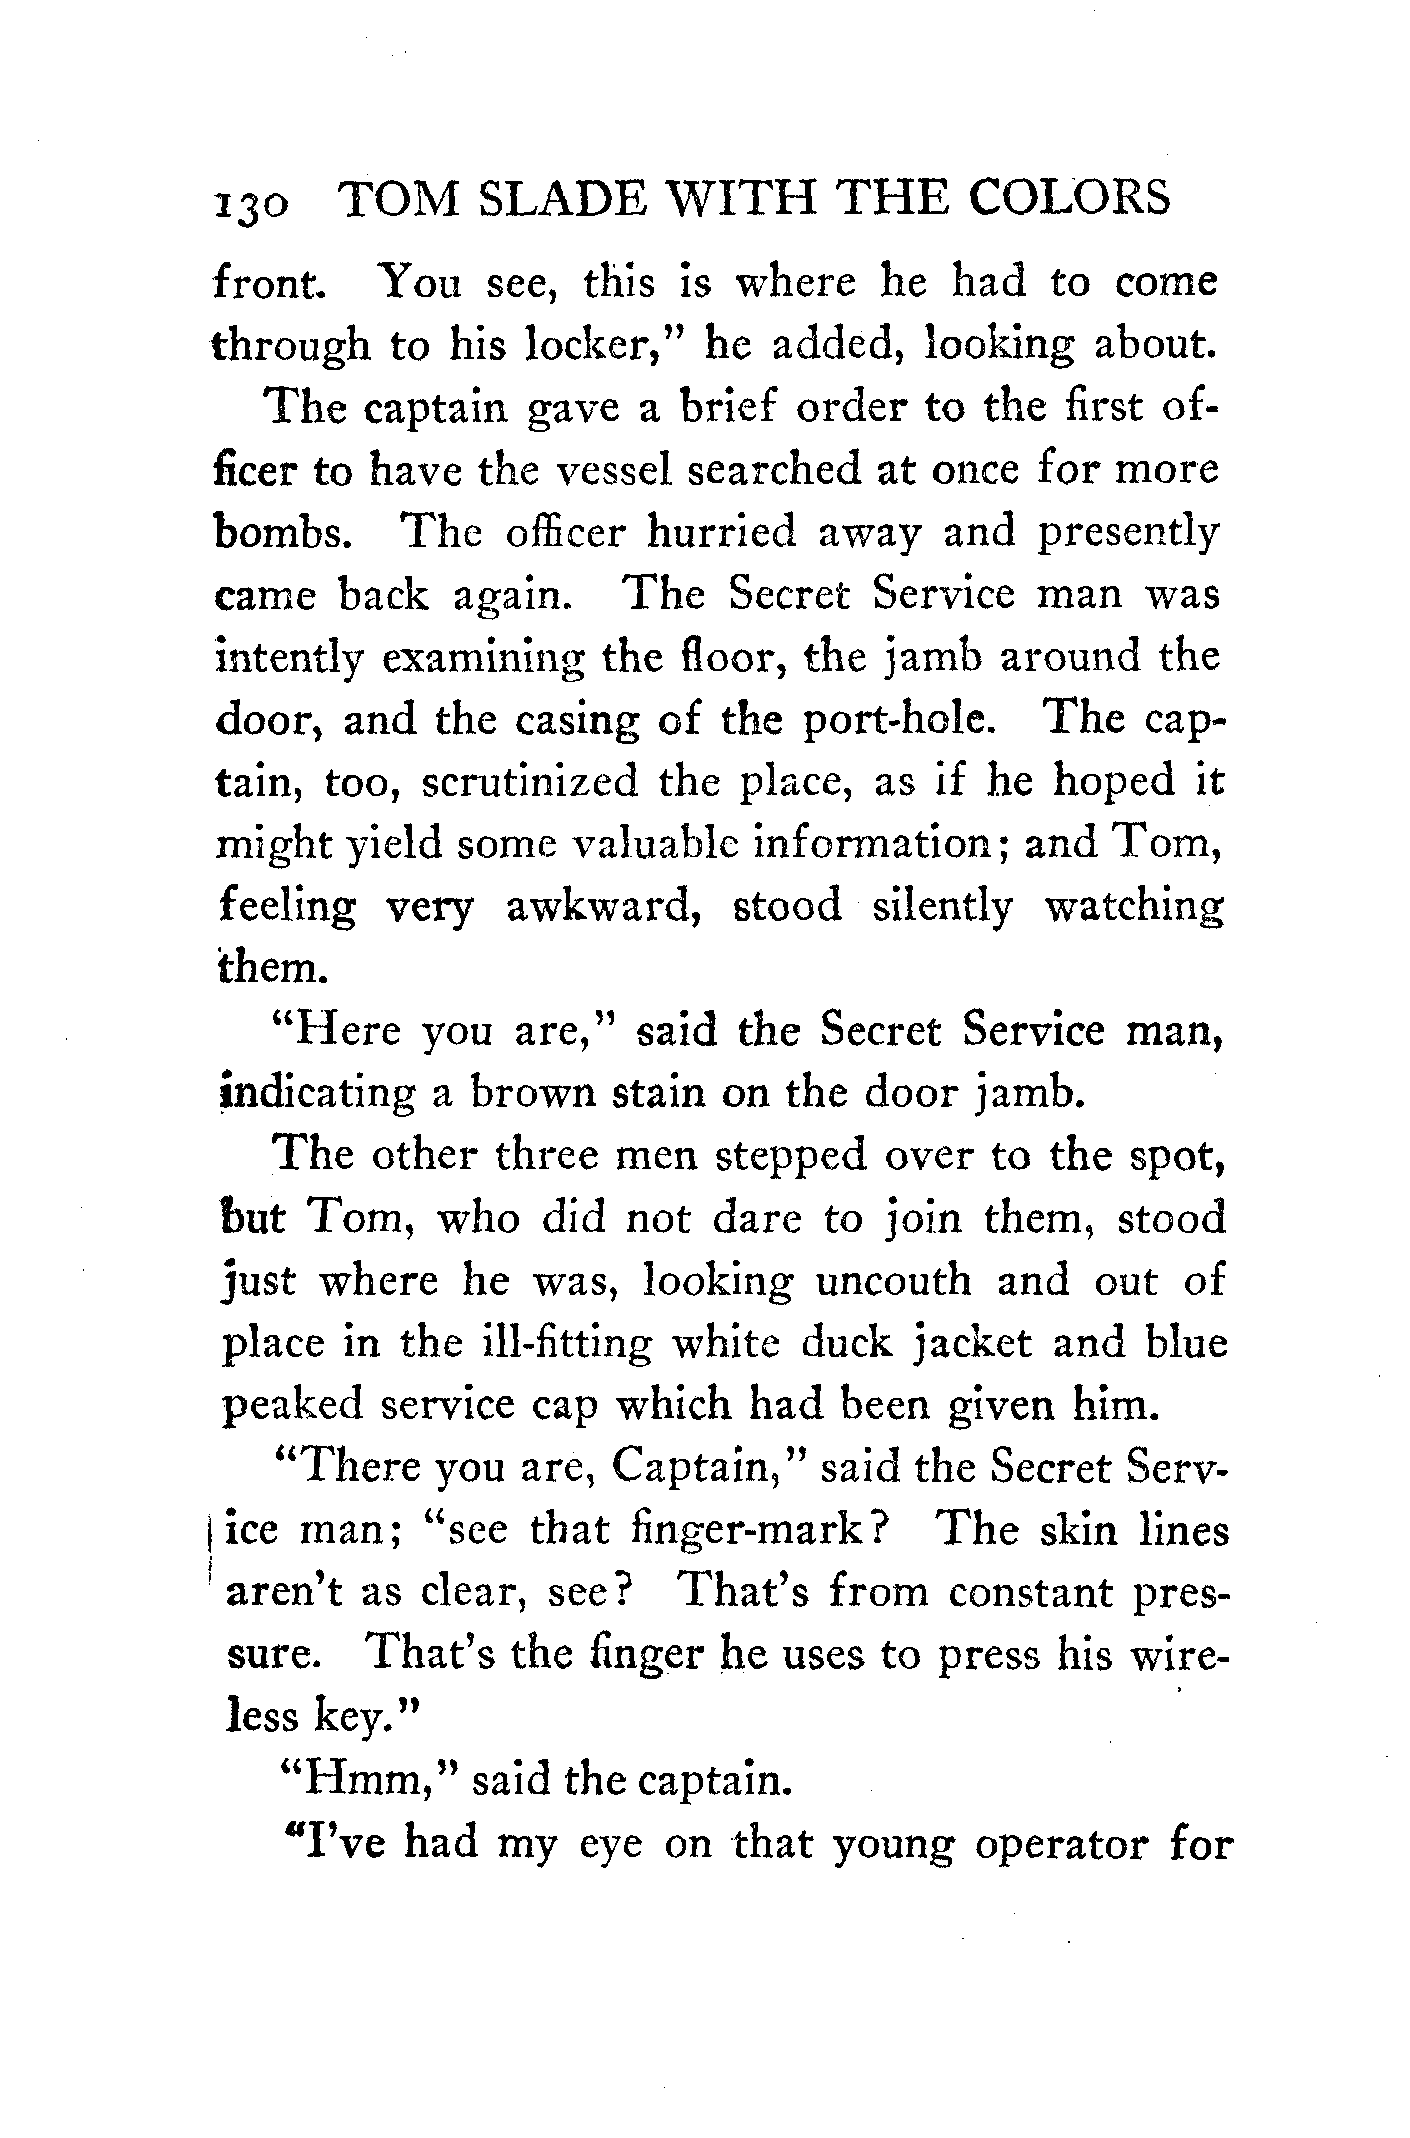 130 TOM SLADE WITH THE COLORS
front. You see, this is where he had to come
through to his locker," he added, looking about.
The captain gave a brief order to the first of-
ficer to have the vessel searched at once for more
bombs. The officer hurried away and presently
came back again. The Secret Service man was
intently examining the floor, the jamb around the
door, and the casing of the port-hole. The cap-
tain, too, scrutinized the place, as if he hoped it
might yield some valuable information; and Tom,
feeling very awkward, stood silently watching
them.
"Here you are," said the Secret Service man,
indicating a brown stain on the door jamb.
The other three men stepped over to the spot,
but Tom, who did not dare to join them, stood
just where he was, looking uncouth and out of
place in the ill-fitting white duck jacket and blue
peaked service cap which had been given him.
"There you are, Captain," said the Secret Serv-
ice man; "see that finger-mark? The skin lines
aren't as clear, see? That's from constant pres-
sure. That's the finger he uses to press his wire-
less key."
"Hmm," said the captain.
"I've had my eye on that young operator for